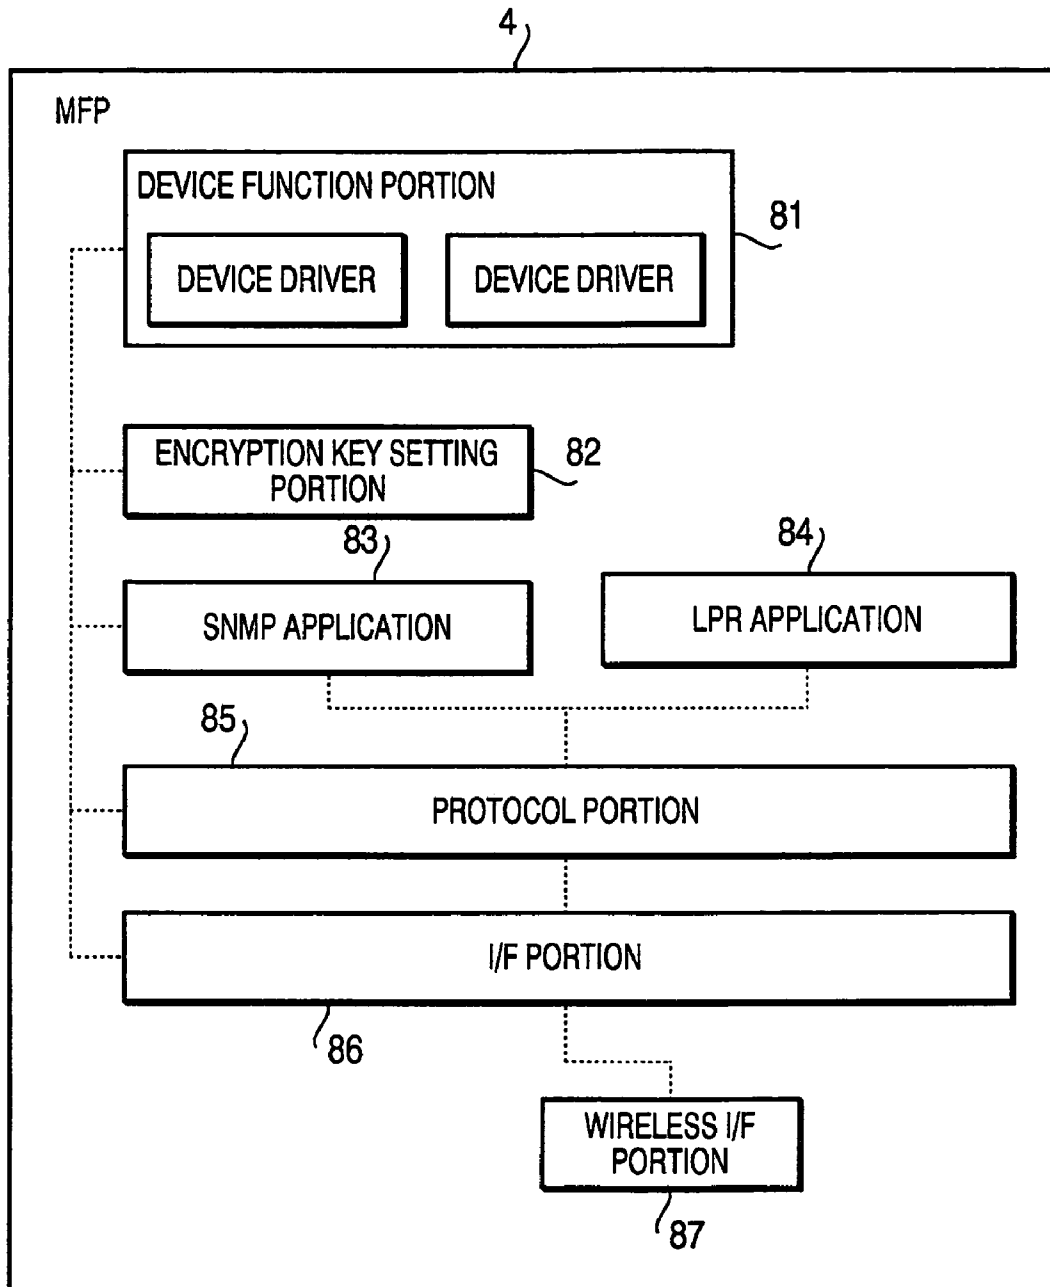 4
MFP
DEVICE FUNCTION PORTION
81
DEVICE DRIVER
DEVICE DRIVER
ENCRYPTION KEY SETTING
PORTION
82
83
84
SNMP APPLICATION
LPR APPLICATION
85
PROTOCOL PORTION
I/F PORTION
86
WIRELESS I/F
PORTION
87